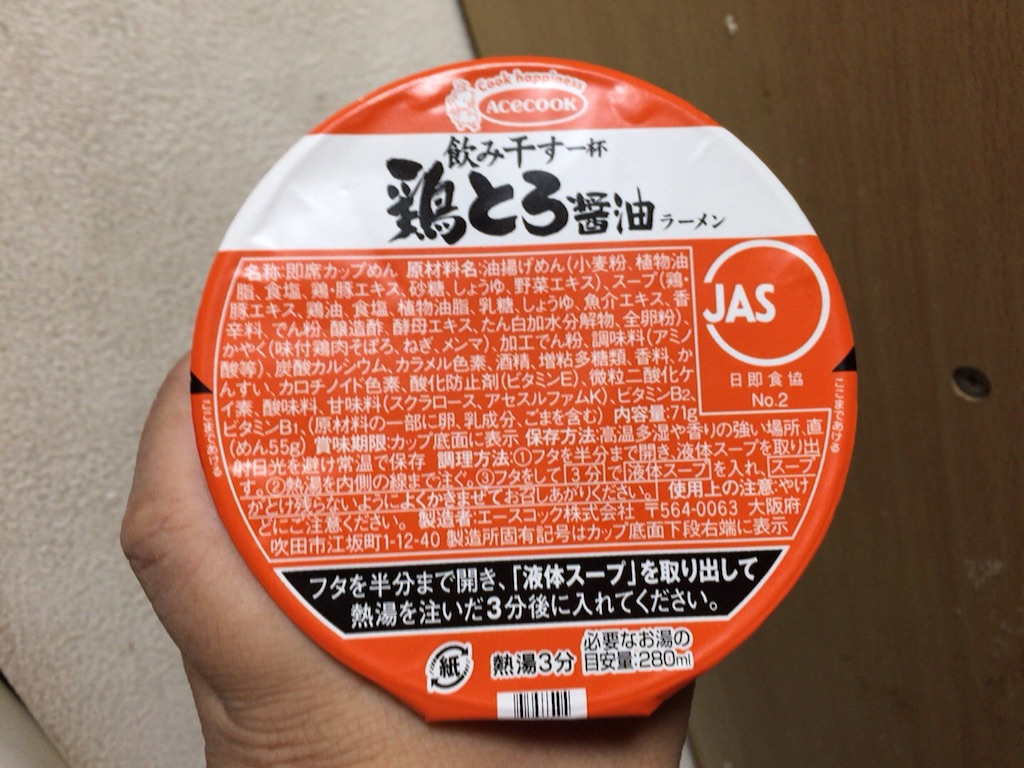 Cook happiness
ACECOOK
飲み干す一杯
鶏とろ醤油ラーメン
名称:即席カップめん 原材料名:油揚げめん(小麦粉、植物油
脂、食塩、鶏・豚エキス、砂糖、しょうゆ、野菜エキス)、スープ(鶏・
豚エキス、鶏油、食塩、植物油脂、乳糖、しょうゆ、魚介エキス、香
辛料、でん粉、醸造酢、酵母エキス、たん白加水分解物、全卵粉)、
かやく(味付鶏肉そぼろ、ねぎ、メンマ)、加工でん粉、調味料(アミノ
酸等)、炭酸カルシウム、カラメル色素、酒精、増粘多糖類、香料、か
んすい、カロチノイド色素、酸化防止剤(ビタミンE)、微粒二酸化ケ
イ素、酸味料、甘味料(スクラロース、アセスルファムK)、ビタミンB2、
ビタミンB1、(原材料の一部に卵、乳成分、ごまを含む) 内容量:71g
(めん55g) 賞味期限:カップ底面に表示 保存方法:高温多湿や香りの強い場所、直
射日光を避け常温で保存 調理方法:①フタを半分まで開き、液体スープを取り出
す。②熱湯を内側の線まで注ぐ。③フタをして3分で液体スープを入れ、スープ
がとけ残らないようによくかきまぜてお召しあがりください。 使用上の注意:やけ
どにご注意ください。 製造者:エースコック株式会社 〒564-0063 大阪府
吹田市江坂町1-12-40 製造所固有記号はカップ底面下段右端に表示
JAS
日即食協
No.2
ここまであける
ここまであける
フタを半分まで開き、「液体スープ」を取り出して
熱湯を注いだ3分後に入れてください。
紙
熱湯3分
必要なお湯の
目安量:280ml